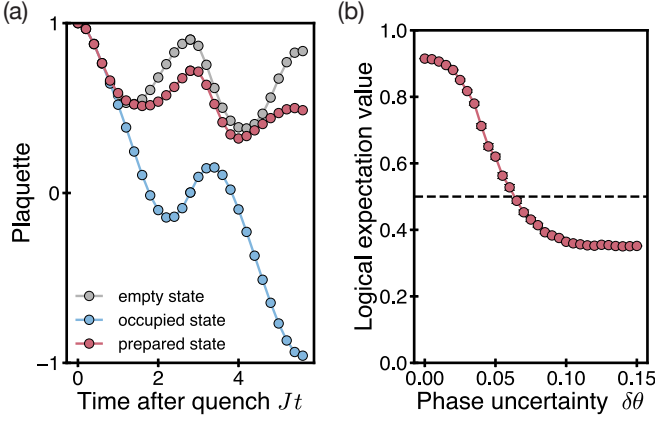 (a)
1
0
−1
Plaquette
empty state
occupied state
prepared state
0
2
4
Time after quench Jt
(b)
1.0
0.8
0.6
0.4
0.2
0.0
Logical expectation value
0.00
0.05
0.10
0.15
Phase uncertainty δθ